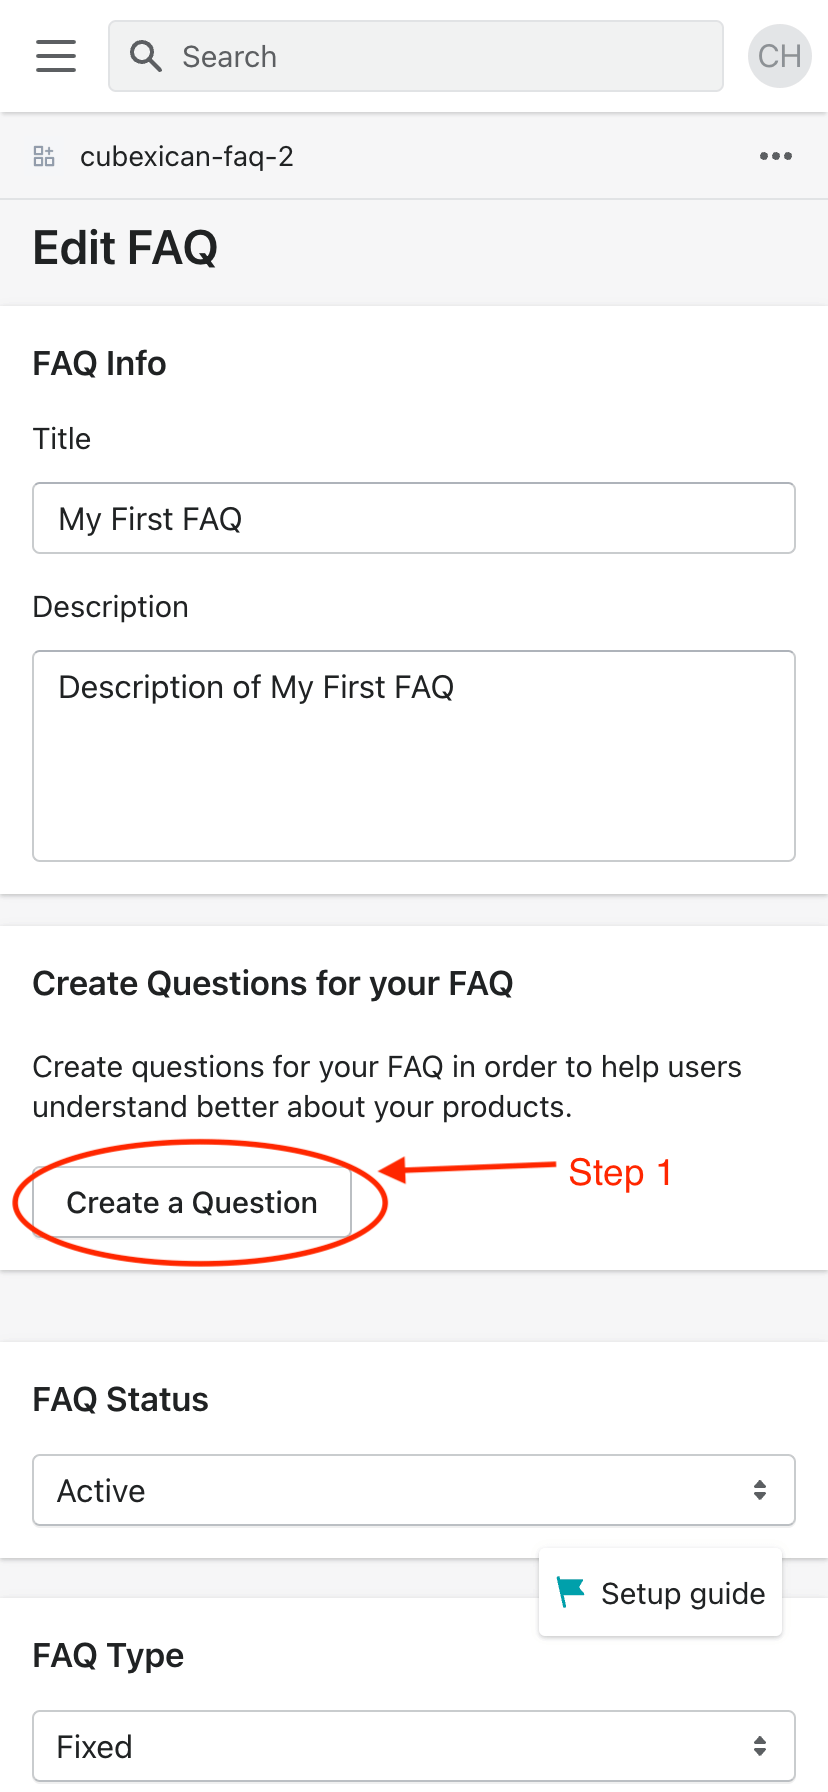 Search
CH
cubexican-faq-2
Edit FAQ
FAQ Info
Title
My First FAQ
Description
Description of My First FAQ
Create Questions for your FAQ
Create questions for your FAQ in order to help users
understand better about your products.
Create a Question
Step 1
FAQ Status
Active
Setup guide
FAQ Type
Fixed